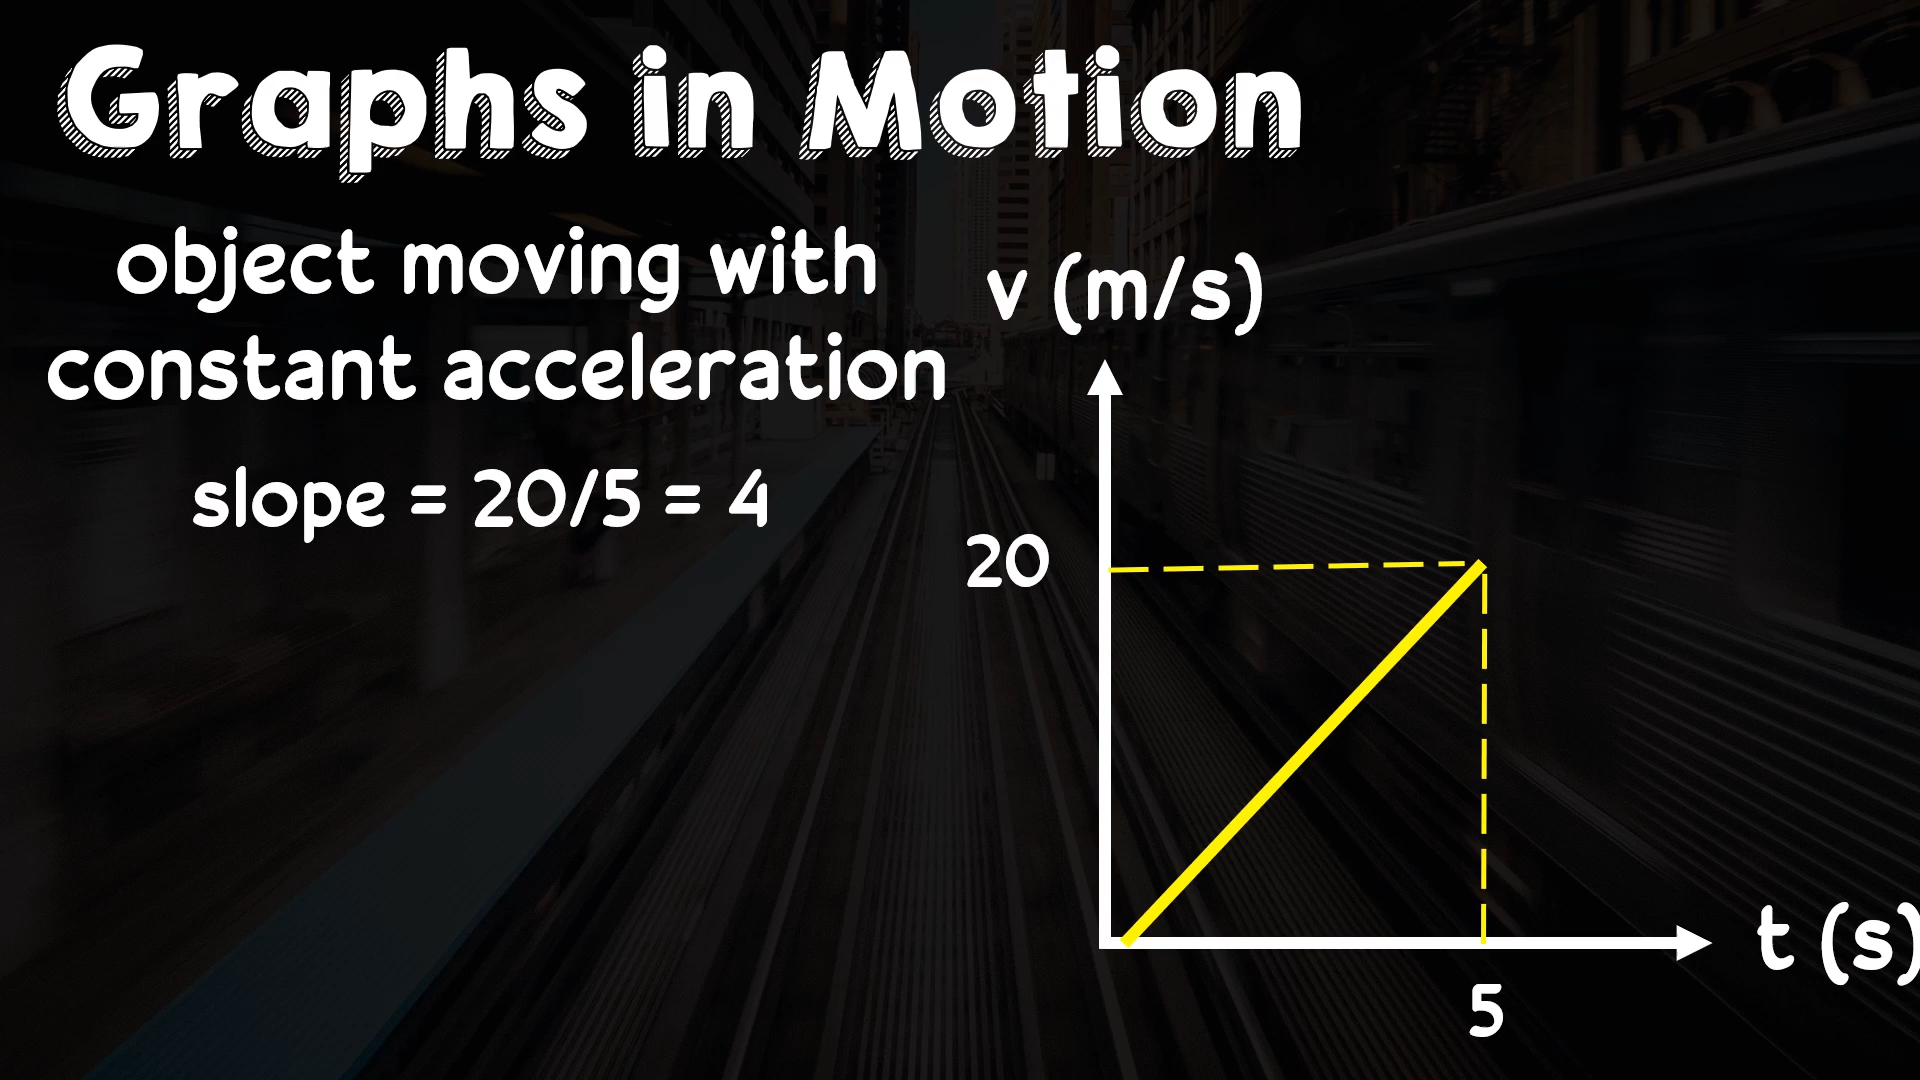 Graphs in Motion
object moving with
constant acceleration
slope = 20/5 = 4
v (m/s)
20
t (s)
5